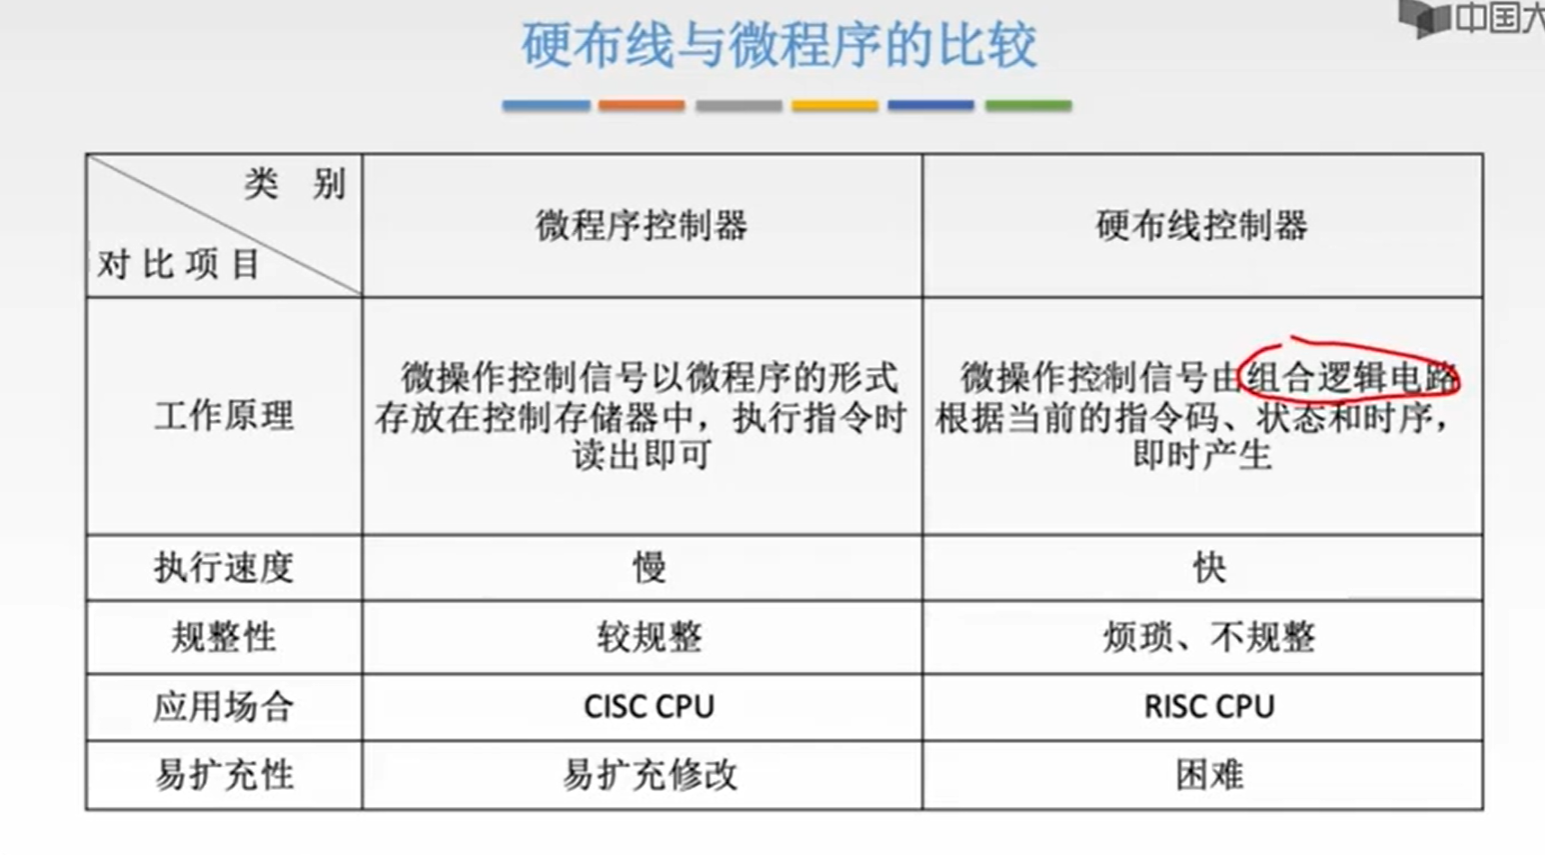 中国大
硬布线与微程序的比较
类 别
对 比 项 目
微程序控制器
硬布线控制器
工作原理
微操作控制信号以微程序的形式
存放在控制存储器中，执行指令时
读出即可
微操作控制信号由组合逻辑电路
根据当前的指令码、状态和时序，
即时产生
执行速度
慢
快
规整性
较规整
烦琐、不规整
应用场合
CISC CPU
RISC CPU
易扩充性
易扩充修改
困难